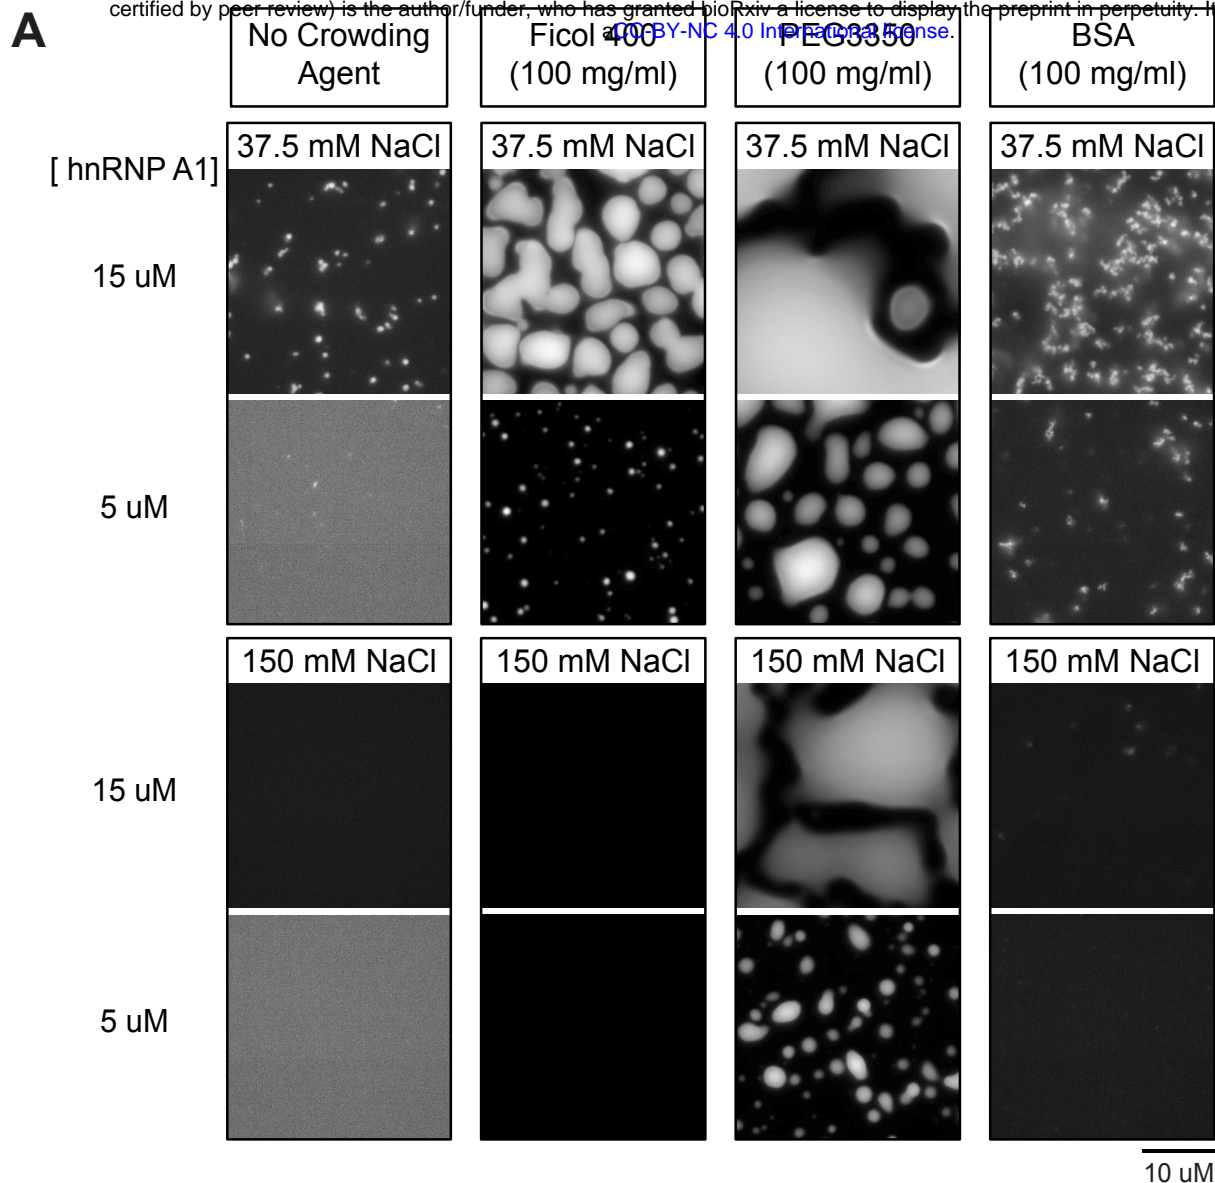 certified by peer review) is the author/funder, who has granted bioRxiv a license to display the preprint in perpetuity. It
aCC-BY-NC 4.0 International license.
A
No Crowding
Agent
Ficol 400
(100 mg/ml)
PEG3350
(100 mg/ml)
BSA
(100 mg/ml)
[ hnRNP A1]
37.5 mM NaCl
37.5 mM NaCl
37.5 mM NaCl
37.5 mM NaCl
15 uM
5 uM
150 mM NaCl
150 mM NaCl
150 mM NaCl
150 mM NaCl
15 uM
5 uM
10 uM